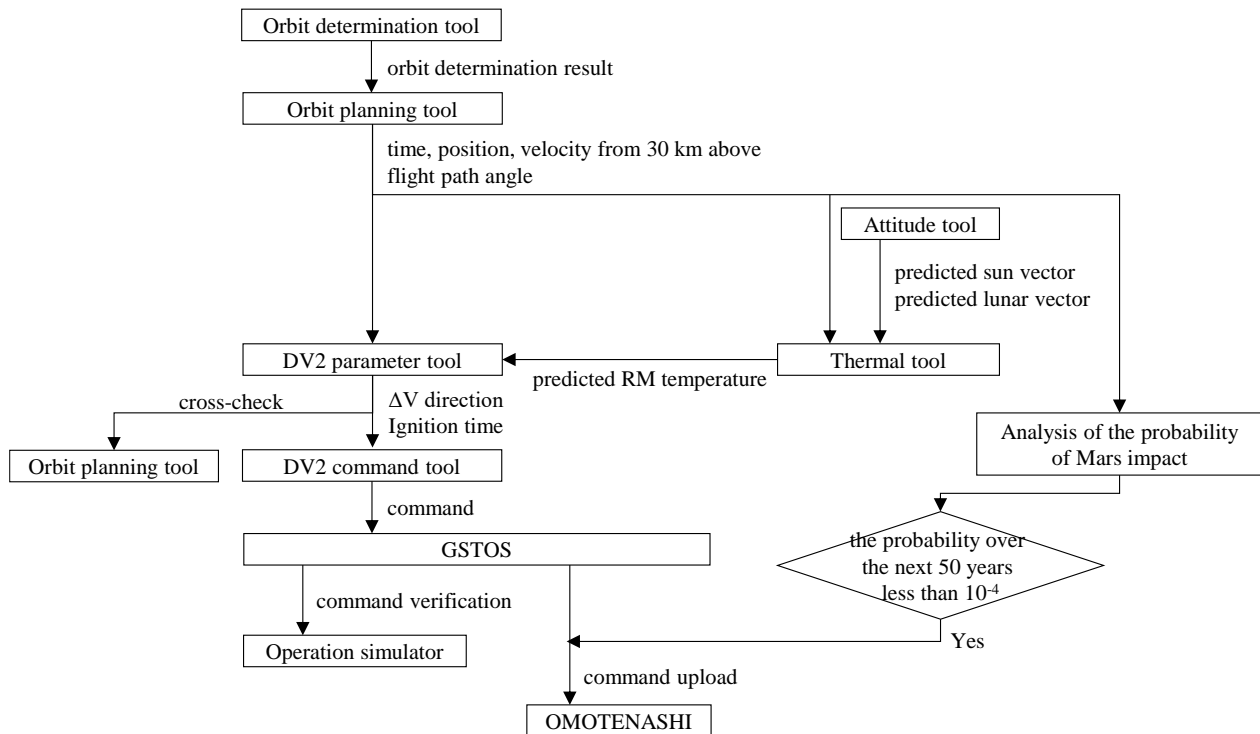 Orbit determination tool
orbit determination result
Orbit planning tool
time, position, velocity from 30 km above
flight path angle
Attitude tool
predicted sun vector
predicted lunar vector
DV2 parameter tool
Thermal tool
predicted RM temperature
cross-check
ΔV direction
Ignition time
Orbit planning tool
DV2 command tool
Analysis of the probability
of Mars impact
command
GSTOS
the probability over
the next 50 years
less than 10-4
command verification
Operation simulator
Yes
command upload
OMOTENASHI